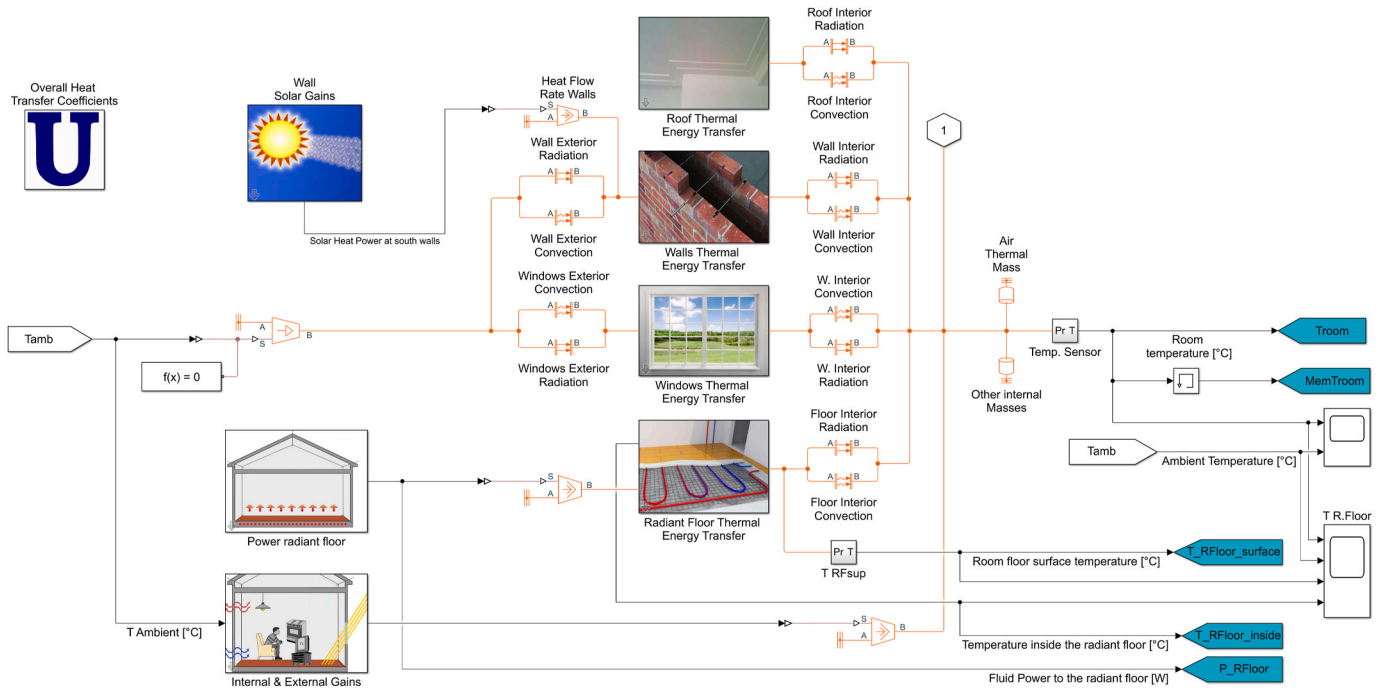 Overall Heat
Transfer Coefficients
U
Wall
Solar Gains
Solar Heat Power at south walls
Heat Flow
Rate Walls
S
A
B
Wall Exterior
Radiation
A
B
A
B
Wall Exterior
Convection
Windows Exterior
Convection
A
B
A
B
Windows Exterior
Radiation
Roof Thermal
Energy Transfer
Walls Thermal
Energy Transfer
Windows Thermal
Energy Transfer
Radiant Floor Thermal
Energy Transfer
Roof Interior
Radiation
A
B
A
B
Roof Interior
Convection
Wall Interior
Radiation
A
B
A
B
Wall Interior
Convection
W. Interior
Convection
A
B
A
B
W. Interior
Radiation
Floor Interior
Radiation
A
B
A
B
Floor Interior
Convection
1
Air
Thermal
Mass
Other internal
Masses
Pr T
Temp. Sensor
Room
temperature [°C]
Troom
MemTroom
Tamb
Ambient Temperature [°C]
T R.Floor
Tamb
A
S
B
f(x) = 0
Power radiant floor
S
A
B
Pr T
T RFsup
Room floor surface temperature [°C]
T_RFloor_surface
T Ambient [°C]
Internal & External Gains
S
A
B
Temperature inside the radiant floor [°C]
T_RFloor_inside
Fluid Power to the radiant floor [W]
P_RFloor